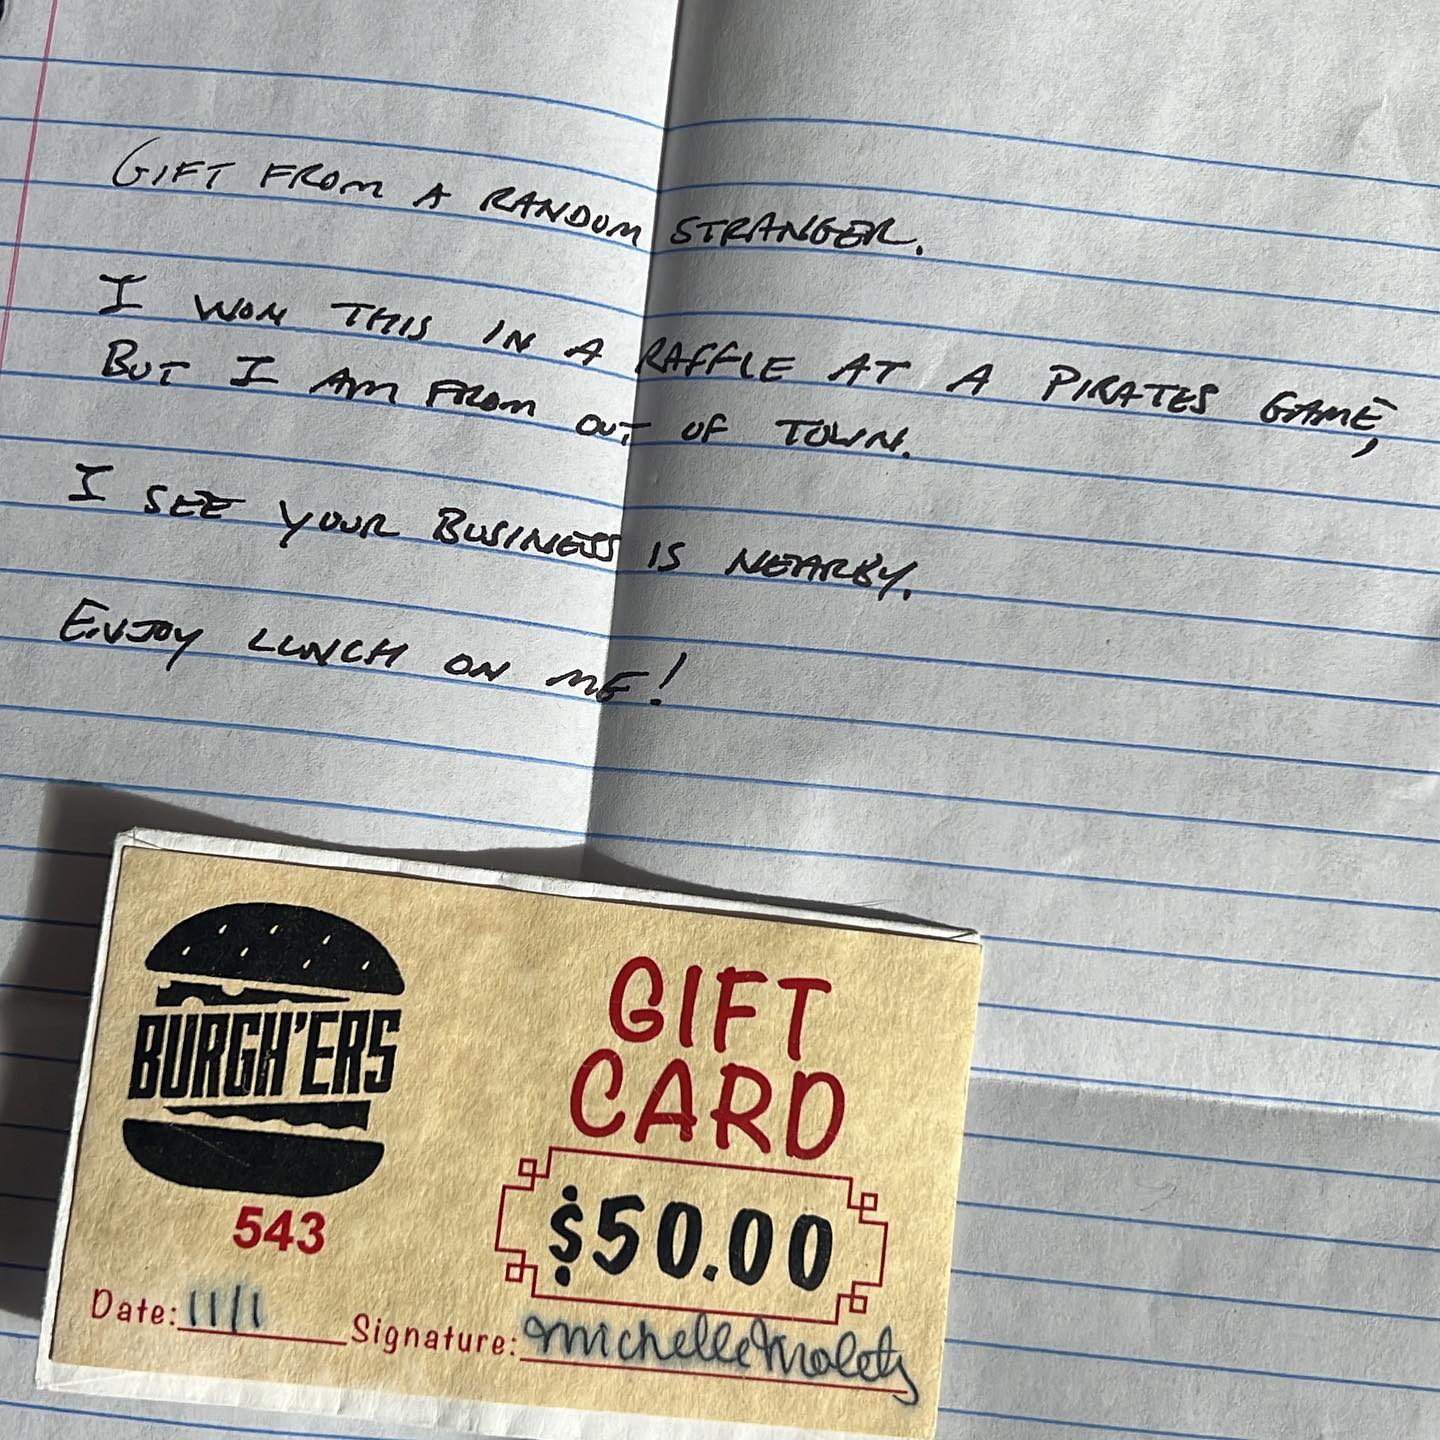 GIFT FROM A RANDOM STRANGER.
I WON THIS IN A RAFFLE AT A PIRATES GAME,
BUT I AM FROM OUT OF TOWN.
I SEE YOUR BUSINESS IS NEARBY.
ENJOY LUNCH ON ME!
BURGH'ERS
543
GIFT
CARD
$50.00
Date: 11/1 Signature: Michelle